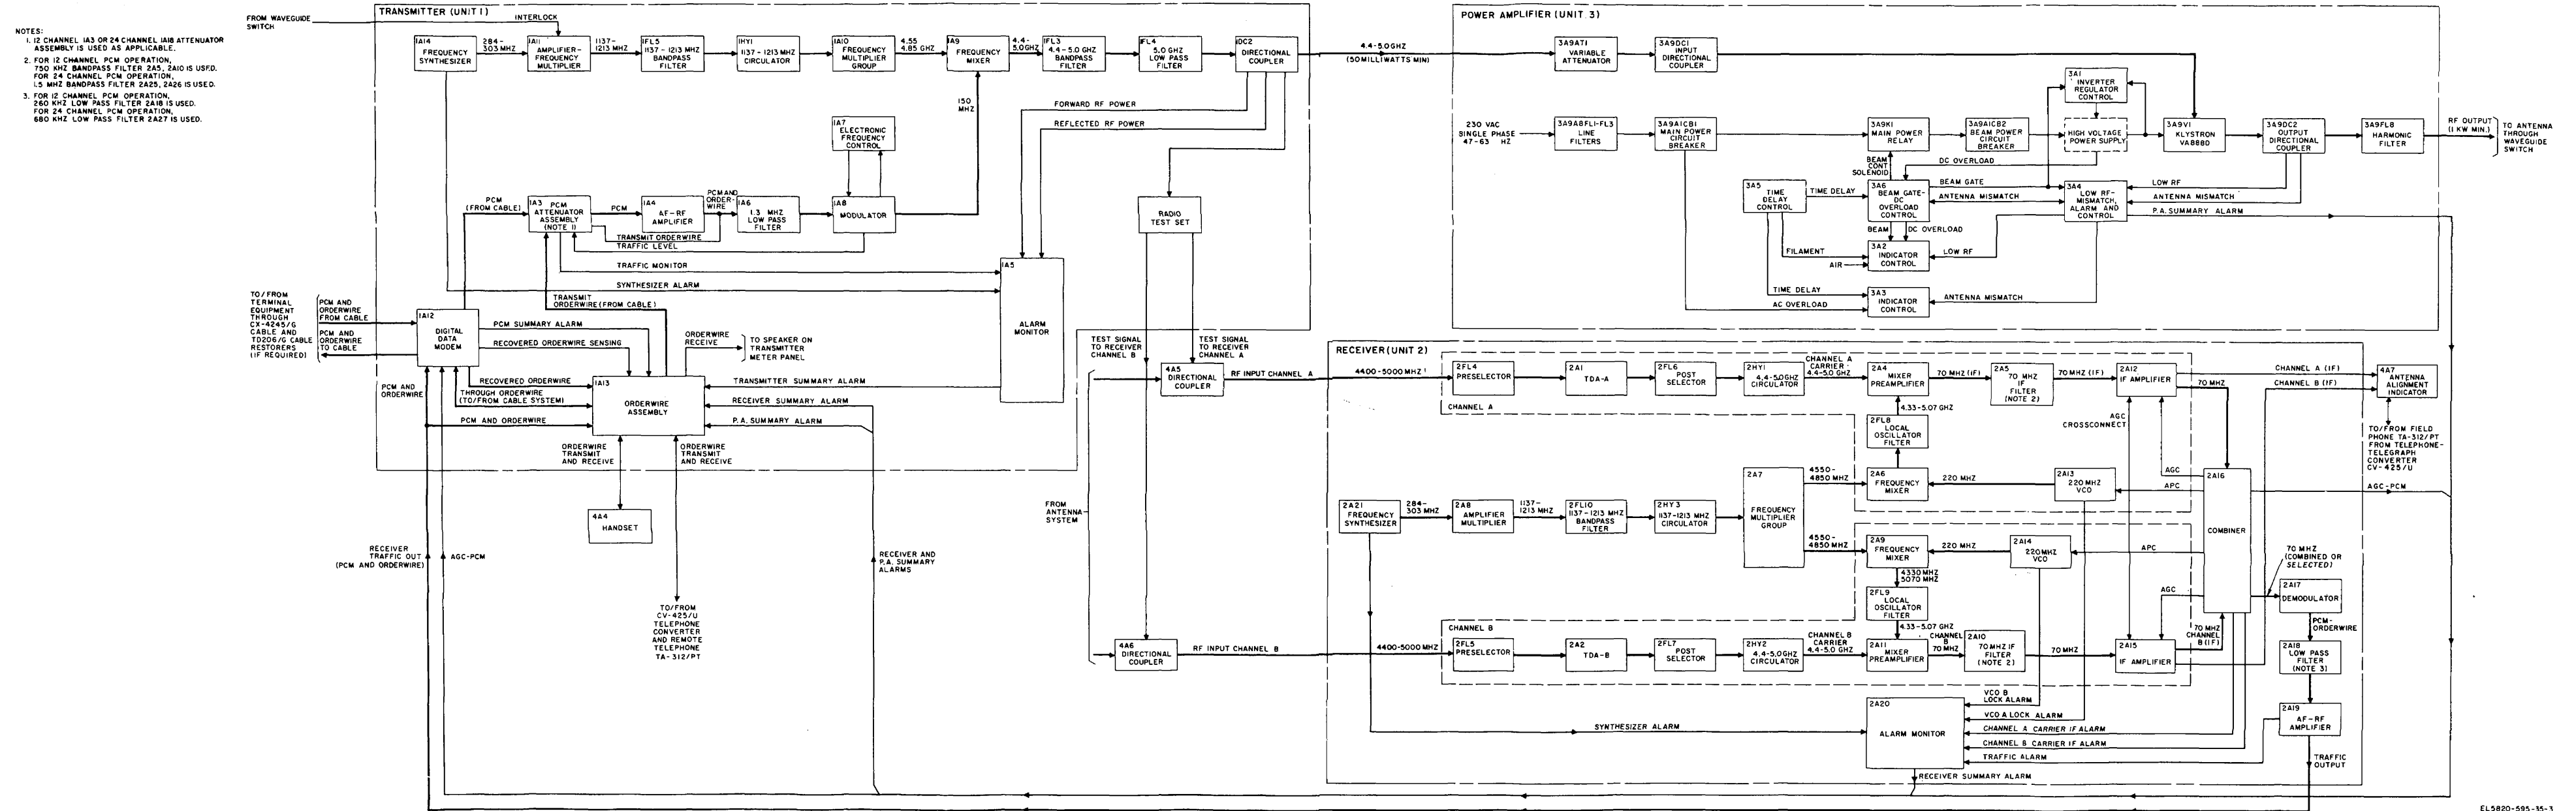 NOTES:
1. 12 CHANNEL 1A3 OR 24 CHANNEL 1A18 ATTENUATOR
ASSEMBLY IS USED AS APPLICABLE.
2. FOR 12 CHANNEL PCM OPERATION,
750 KHZ BANDPASS FILTER 2A5, 2A10 IS USED.
FOR 24 CHANNEL PCM OPERATION,
1.5 MHZ BANDPASS FILTER 2A25, 2A26 IS USED.
3. FOR 12 CHANNEL PCM OPERATION,
260 KHZ LOW PASS FILTER 2A18 IS USED.
FOR 24 CHANNEL PCM OPERATION,
680 KHZ LOW PASS FILTER 2A27 IS USED.
FROM WAVEGUIDE
SWITCH
INTERLOCK
TRANSMITTER (UNIT 1)
1A14
FREQUENCY
SYNTHESIZER
284-
303 MHZ
1A11
AMPLIFIER-
FREQUENCY
MULTIPLIER
1137-
1213 MHZ
1FL5
1137-1213 MHZ
BANDPASS
FILTER
1HY1
1137-1213 MHZ
CIRCULATOR
1A10
FREQUENCY
MULTIPLIER
GROUP
4.55
4.85 GHZ
1A9
FREQUENCY
MIXER
4.4-
5.0GHZ
1FL3
4.4-5.0 GHZ
BANDPASS
FILTER
1FL4
5.0 GHZ
LOW PASS
FILTER
1DC2
DIRECTIONAL
COUPLER
4.4-5.0GHZ
(50 MILLIWATTS MIN)
150
MHZ
FORWARD RF POWER
REFLECTED RF POWER
1A7
ELECTRONIC
FREQUENCY
CONTROL
PCM
(FROM CABLE)
1A3
PCM
ATTENUATOR
ASSEMBLY
(NOTE 1)
PCM
1A4
AF-RF
AMPLIFIER
PCM AND
ORDER-
WIRE
1A6
1.3 MHZ
LOW PASS
FILTER
1A8
MODULATOR
TRANSMIT ORDERWIRE
TRAFFIC LEVEL
TRAFFIC MONITOR
SYNTHESIZER ALARM
TRANSMIT
ORDERWIRE (FROM CABLE)
RADIO
TEST SET
1A5
ALARM
MONITOR
TO/FROM
TERMINAL
EQUIPMENT
THROUGH
CX-4245/G
CABLE AND
TD206/G CABLE
RESTORERS
(IF REQUIRED)
PCM AND
ORDERWIRE
FROM CABLE
PCM AND
ORDERWIRE
TO CABLE
1A12
DIGITAL
DATA
MODEM
PCM SUMMARY ALARM
RECOVERED ORDERWIRE SENSING
ORDERWIRE
RECEIVE
TO SPEAKER ON
TRANSMITTER
METER PANEL
PCM AND
ORDERWIRE
RECOVERED ORDERWIRE
THROUGH ORDERWIRE
(TO/FROM CABLE SYSTEM)
PCM AND ORDERWIRE
1A13
ORDERWIRE
ASSEMBLY
TRANSMITTER SUMMARY ALARM
RECEIVER SUMMARY ALARM
P.A. SUMMARY ALARM
ORDERWIRE
TRANSMIT
AND RECEIVE
ORDERWIRE
TRANSMIT
AND RECEIVE
4A4
HANDSET
RECEIVER
TRAFFIC OUT
(PCM AND ORDERWIRE)
AGC-PCM
RECEIVER AND
P.A. SUMMARY
ALARMS
TO/FROM
CV-425/U
TELEPHONE
CONVERTER
AND REMOTE
TELEPHONE
TA-312/PT
TEST SIGNAL
TO RECEIVER
CHANNEL B
TEST SIGNAL
TO RECEIVER
CHANNEL A
4A5
DIRECTIONAL
COUPLER
RF INPUT CHANNEL A
FROM
ANTENNA
SYSTEM
4A6
DIRECTIONAL
COUPLER
RF INPUT CHANNEL B
POWER AMPLIFIER (UNIT 3)
3A9AT1
VARIABLE
ATTENUATOR
3A9DC1
INPUT
DIRECTIONAL
COUPLER
3A1
INVERTER
REGULATOR
CONTROL
230 VAC
SINGLE PHASE
47-63 HZ
3A9A8FL1-FL3
LINE
FILTERS
3A9A1CB1
MAIN POWER
CIRCUIT
BREAKER
3A9K1
MAIN POWER
RELAY
3A9A1CB2
BEAM POWER
CIRCUIT
BREAKER
HIGH VOLTAGE
POWER SUPPLY
3A9V1
KLYSTRON
VA888D
3A9DC2
OUTPUT
DIRECTIONAL
COUPLER
3A9FL8
HARMONIC
FILTER
RF OUTPUT
(1 KW MIN.)
TO ANTENNA
THROUGH
WAVEGUIDE
SWITCH
BEAM
CONT
SOLENOID
DC OVERLOAD
3A5
TIME
DELAY
CONTROL
TIME DELAY
3A6
BEAM GATE-
DC
OVERLOAD
CONTROL
BEAM GATE
ANTENNA MISMATCH
3A4
LOW RF-
MISMATCH,
ALARM AND
CONTROL
LOW RF
ANTENNA MISMATCH
P.A. SUMMARY ALARM
BEAM
DC OVERLOAD
FILAMENT
AIR
3A2
INDICATOR
CONTROL
LOW RF
TIME DELAY
AC OVERLOAD
3A3
INDICATOR
CONTROL
ANTENNA MISMATCH
RECEIVER (UNIT 2)
4400-5000 MHZ
2FL4
PRESELECTOR
2A1
TDA-A
2FL6
POST
SELECTOR
2HY1
4.4-5.0GHZ
CIRCULATOR
CHANNEL A
CARRIER
4.4-5.0 GHZ
2A4
MIXER
PREAMPLIFIER
70 MHZ (IF)
2A5
70 MHZ
IF
FILTER
(NOTE 2)
70 MHZ (IF)
2A12
IF AMPLIFIER
70 MHZ
CHANNEL A (IF)
CHANNEL B (IF)
4A7
ANTENNA
ALIGNMENT
INDICATOR
CHANNEL A
4.33-5.07 GHZ
2FL8
LOCAL
OSCILLATOR
FILTER
AGC
CROSSCONNECT
TO/FROM FIELD
PHONE TA-312/PT
FROM TELEPHONE-
TELEGRAPH
CONVERTER
CV-425/U
2A21
FREQUENCY
SYNTHESIZER
284-
303 MHZ
2A8
AMPLIFIER
MULTIPLIER
1137-
1213 MHZ
2FL10
1137-1213 MHZ
BANDPASS
FILTER
2HY3
1137-1213 MHZ
CIRCULATOR
2A7
FREQUENCY
MULTIPLIER
GROUP
4550-
4850 MHZ
2A6
FREQUENCY
MIXER
220 MHZ
2A13
220 MHZ
VCO
AGC
APC
2A16
COMBINER
AGC-PCM
4550-
4850 MHZ
2A9
FREQUENCY
MIXER
220 MHZ
2A14
220MHZ
VCO
APC
70 MHZ
(COMBINED OR
SELECTED)
4330 MHZ
5070 MHZ
2FL9
LOCAL
OSCILLATOR
FILTER
AGC
2A17
DEMODULATOR
4.33-5.07 GHZ
PCM-
ORDERWIRE
CHANNEL B
4400-5000 MHZ
2FL5
PRESELECTOR
2A2
TDA-B
2FL7
POST
SELECTOR
2HY2
4.4-5.0GHZ
CIRCULATOR
CHANNEL B
CARRIER
4.4-5.0 GHZ
2A11
MIXER
PREAMPLIFIER
CHANNEL
B
70 MHZ
2A10
70 MHZ IF
FILTER
(NOTE 2)
70 MHZ
2A15
IF AMPLIFIER
70 MHZ
CHANNEL
B (IF)
2A18
LOW PASS
FILTER
(NOTE 3)
2A19
AF-RF
AMPLIFIER
SYNTHESIZER ALARM
2A20
ALARM MONITOR
VCO B
LOCK ALARM
VCO A LOCK ALARM
CHANNEL A CARRIER IF ALARM
CHANNEL B CARRIER IF ALARM
TRAFFIC ALARM
TRAFFIC
OUTPUT
RECEIVER SUMMARY ALARM
EL5820-595-35-3